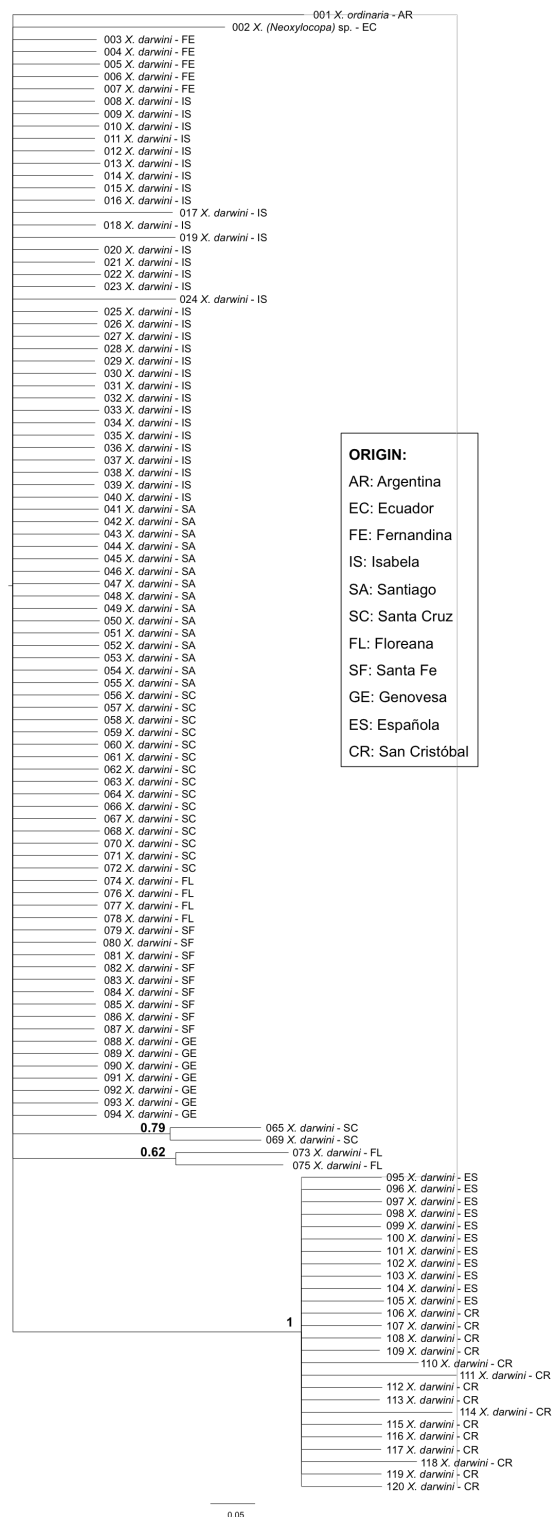 001 X. ordinaria - AR
002 X. (Neoxylocopa) sp. - EC
003 X. darwini - FE
004 X. darwini - FE
005 X. darwini - FE
006 X. darwini - FE
007 X. darwini - FE
008 X. darwini - IS
009 X. darwini - IS
010 X. darwini - IS
011 X. darwini - IS
012 X. darwini - IS
013 X. darwini - IS
014 X. darwini - IS
015 X. darwini - IS
016 X. darwini - IS
017 X. darwini - IS
018 X. darwini - IS
019 X. darwini - IS
020 X. darwini - IS
021 X. darwini - IS
022 X. darwini - IS
023 X. darwini - IS
024 X. darwini - IS
025 X. darwini - IS
026 X. darwini - IS
027 X. darwini - IS
028 X. darwini - IS
029 X. darwini - IS
030 X. darwini - IS
031 X. darwini - IS
032 X. darwini - IS
033 X. darwini - IS
034 X. darwini - IS
035 X. darwini - IS
036 X. darwini - IS
037 X. darwini - IS
038 X. darwini - IS
039 X. darwini - IS
040 X. darwini - IS
041 X. darwini - SA
042 X. darwini - SA
043 X. darwini - SA
044 X. darwini - SA
045 X. darwini - SA
046 X. darwini - SA
047 X. darwini - SA
048 X. darwini - SA
049 X. darwini - SA
050 X. darwini - SA
051 X. darwini - SA
052 X. darwini - SA
053 X. darwini - SA
054 X. darwini - SA
055 X. darwini - SA
056 X. darwini - SC
057 X. darwini - SC
058 X. darwini - SC
059 X. darwini - SC
060 X. darwini - SC
061 X. darwini - SC
062 X. darwini - SC
063 X. darwini - SC
064 X. darwini - SC
066 X. darwini - SC
067 X. darwini - SC
068 X. darwini - SC
070 X. darwini - SC
071 X. darwini - SC
072 X. darwini - SC
074 X. darwini - FL
076 X. darwini - FL
077 X. darwini - FL
078 X. darwini - FL
079 X. darwini - SF
080 X. darwini - SF
081 X. darwini - SF
082 X. darwini - SF
083 X. darwini - SF
084 X. darwini - SF
085 X. darwini - SF
086 X. darwini - SF
087 X. darwini - SF
088 X. darwini - GE
089 X. darwini - GE
090 X. darwini - GE
091 X. darwini - GE
092 X. darwini - GE
093 X. darwini - GE
094 X. darwini - GE
0.79
065 X. darwini - SC
069 X. darwini - SC
0.62
073 X. darwini - FL
075 X. darwini - FL
095 X. darwini - ES
096 X. darwini - ES
097 X. darwini - ES
098 X. darwini - ES
099 X. darwini - ES
100 X. darwini - ES
101 X. darwini - ES
102 X. darwini - ES
103 X. darwini - ES
104 X. darwini - ES
105 X. darwini - ES
106 X. darwini - CR
1
107 X. darwini - CR
108 X. darwini - CR
109 X. darwini - CR
110 X. darwini - CR
111 X. darwini - CR
112 X. darwini - CR
113 X. darwini - CR
114 X. darwini - CR
115 X. darwini - CR
116 X. darwini - CR
117 X. darwini - CR
118 X. darwini - CR
119 X. darwini - CR
120 X. darwini - CR
0.05
ORIGIN:
AR: Argentina
EC: Ecuador
FE: Fernandina
IS: Isabela
SA: Santiago
SC: Santa Cruz
FL: Floreana
SF: Santa Fe
GE: Genovesa
ES: Española
CR: San Cristóbal